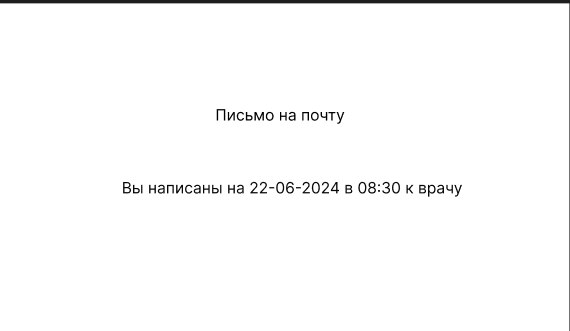 Письмо на почту
Вы написаны на 22-06-2024 в 08:30 к врачу